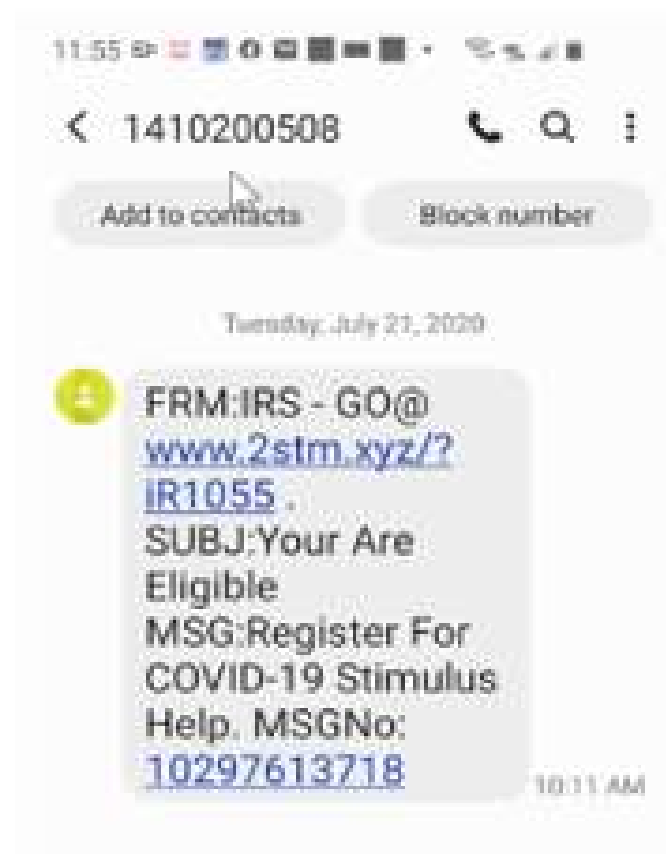 11:55
1410200508
Add to contacts
Block number
Tuesday, July 21, 2020
FRM:IRS - GO@
www.2stm.xyz/?
IR1055 .
SUBJ:Your Are
Eligible
MSG:Register For
COVID-19 Stimulus
Help. MSGNo:
10297613718
10:11 AM